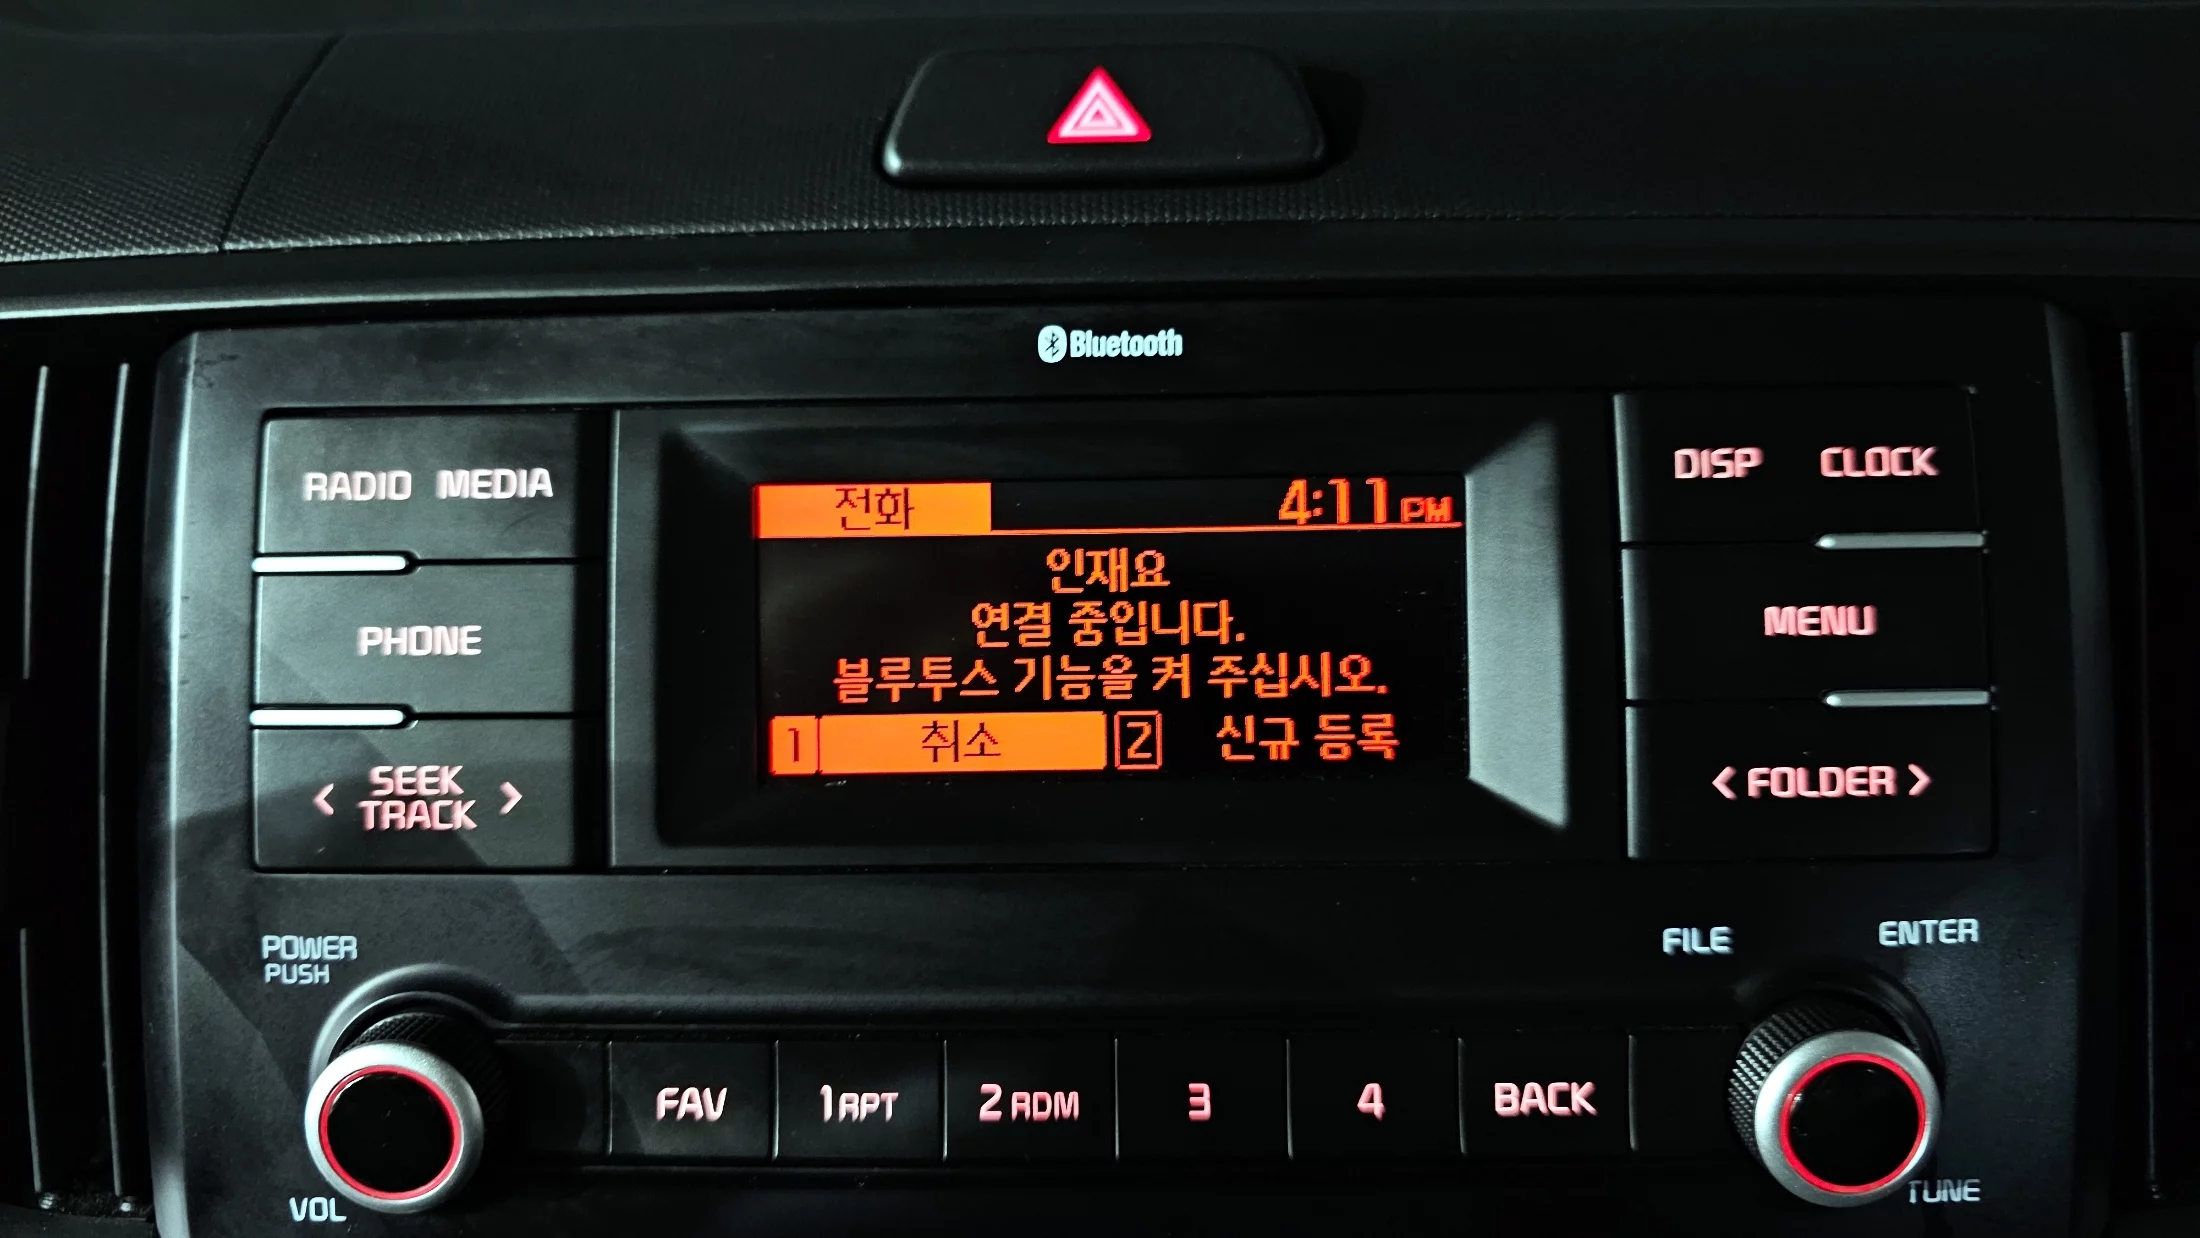 Bluetooth
RADIO MEDIA
DISP CLOCK
전화 4:11 PM
인재요
연결 중입니다.
블루투스 기능을 켜 주십시오.
1 취소 2 신규 등록
PHONE
MENU
< SEEK TRACK >
< FOLDER >
POWER
PUSH
VOL
FILE
ENTER
TUNE
FAV
1 RPT
2 RDM
3
4
BACK